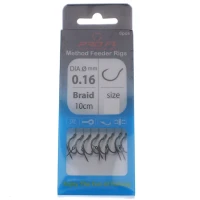 Method Feeder Rigs
DIA Ø mm
0.16
Braid
10cm
size